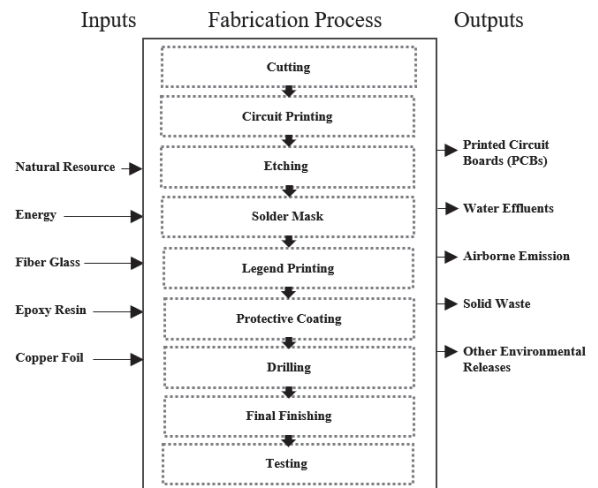 Inputs
Fabrication Process
Outputs
Cutting
Circuit Printing
Etching
Solder Mask
Legend Printing
Protective Coating
Drilling
Final Finishing
Testing
Natural Resource
Energy
Fiber Glass
Epoxy Resin
Copper Foil
Printed Circuit
Boards (PCBs)
Water Effluents
Airborne Emission
Solid Waste
Other Environmental
Releases